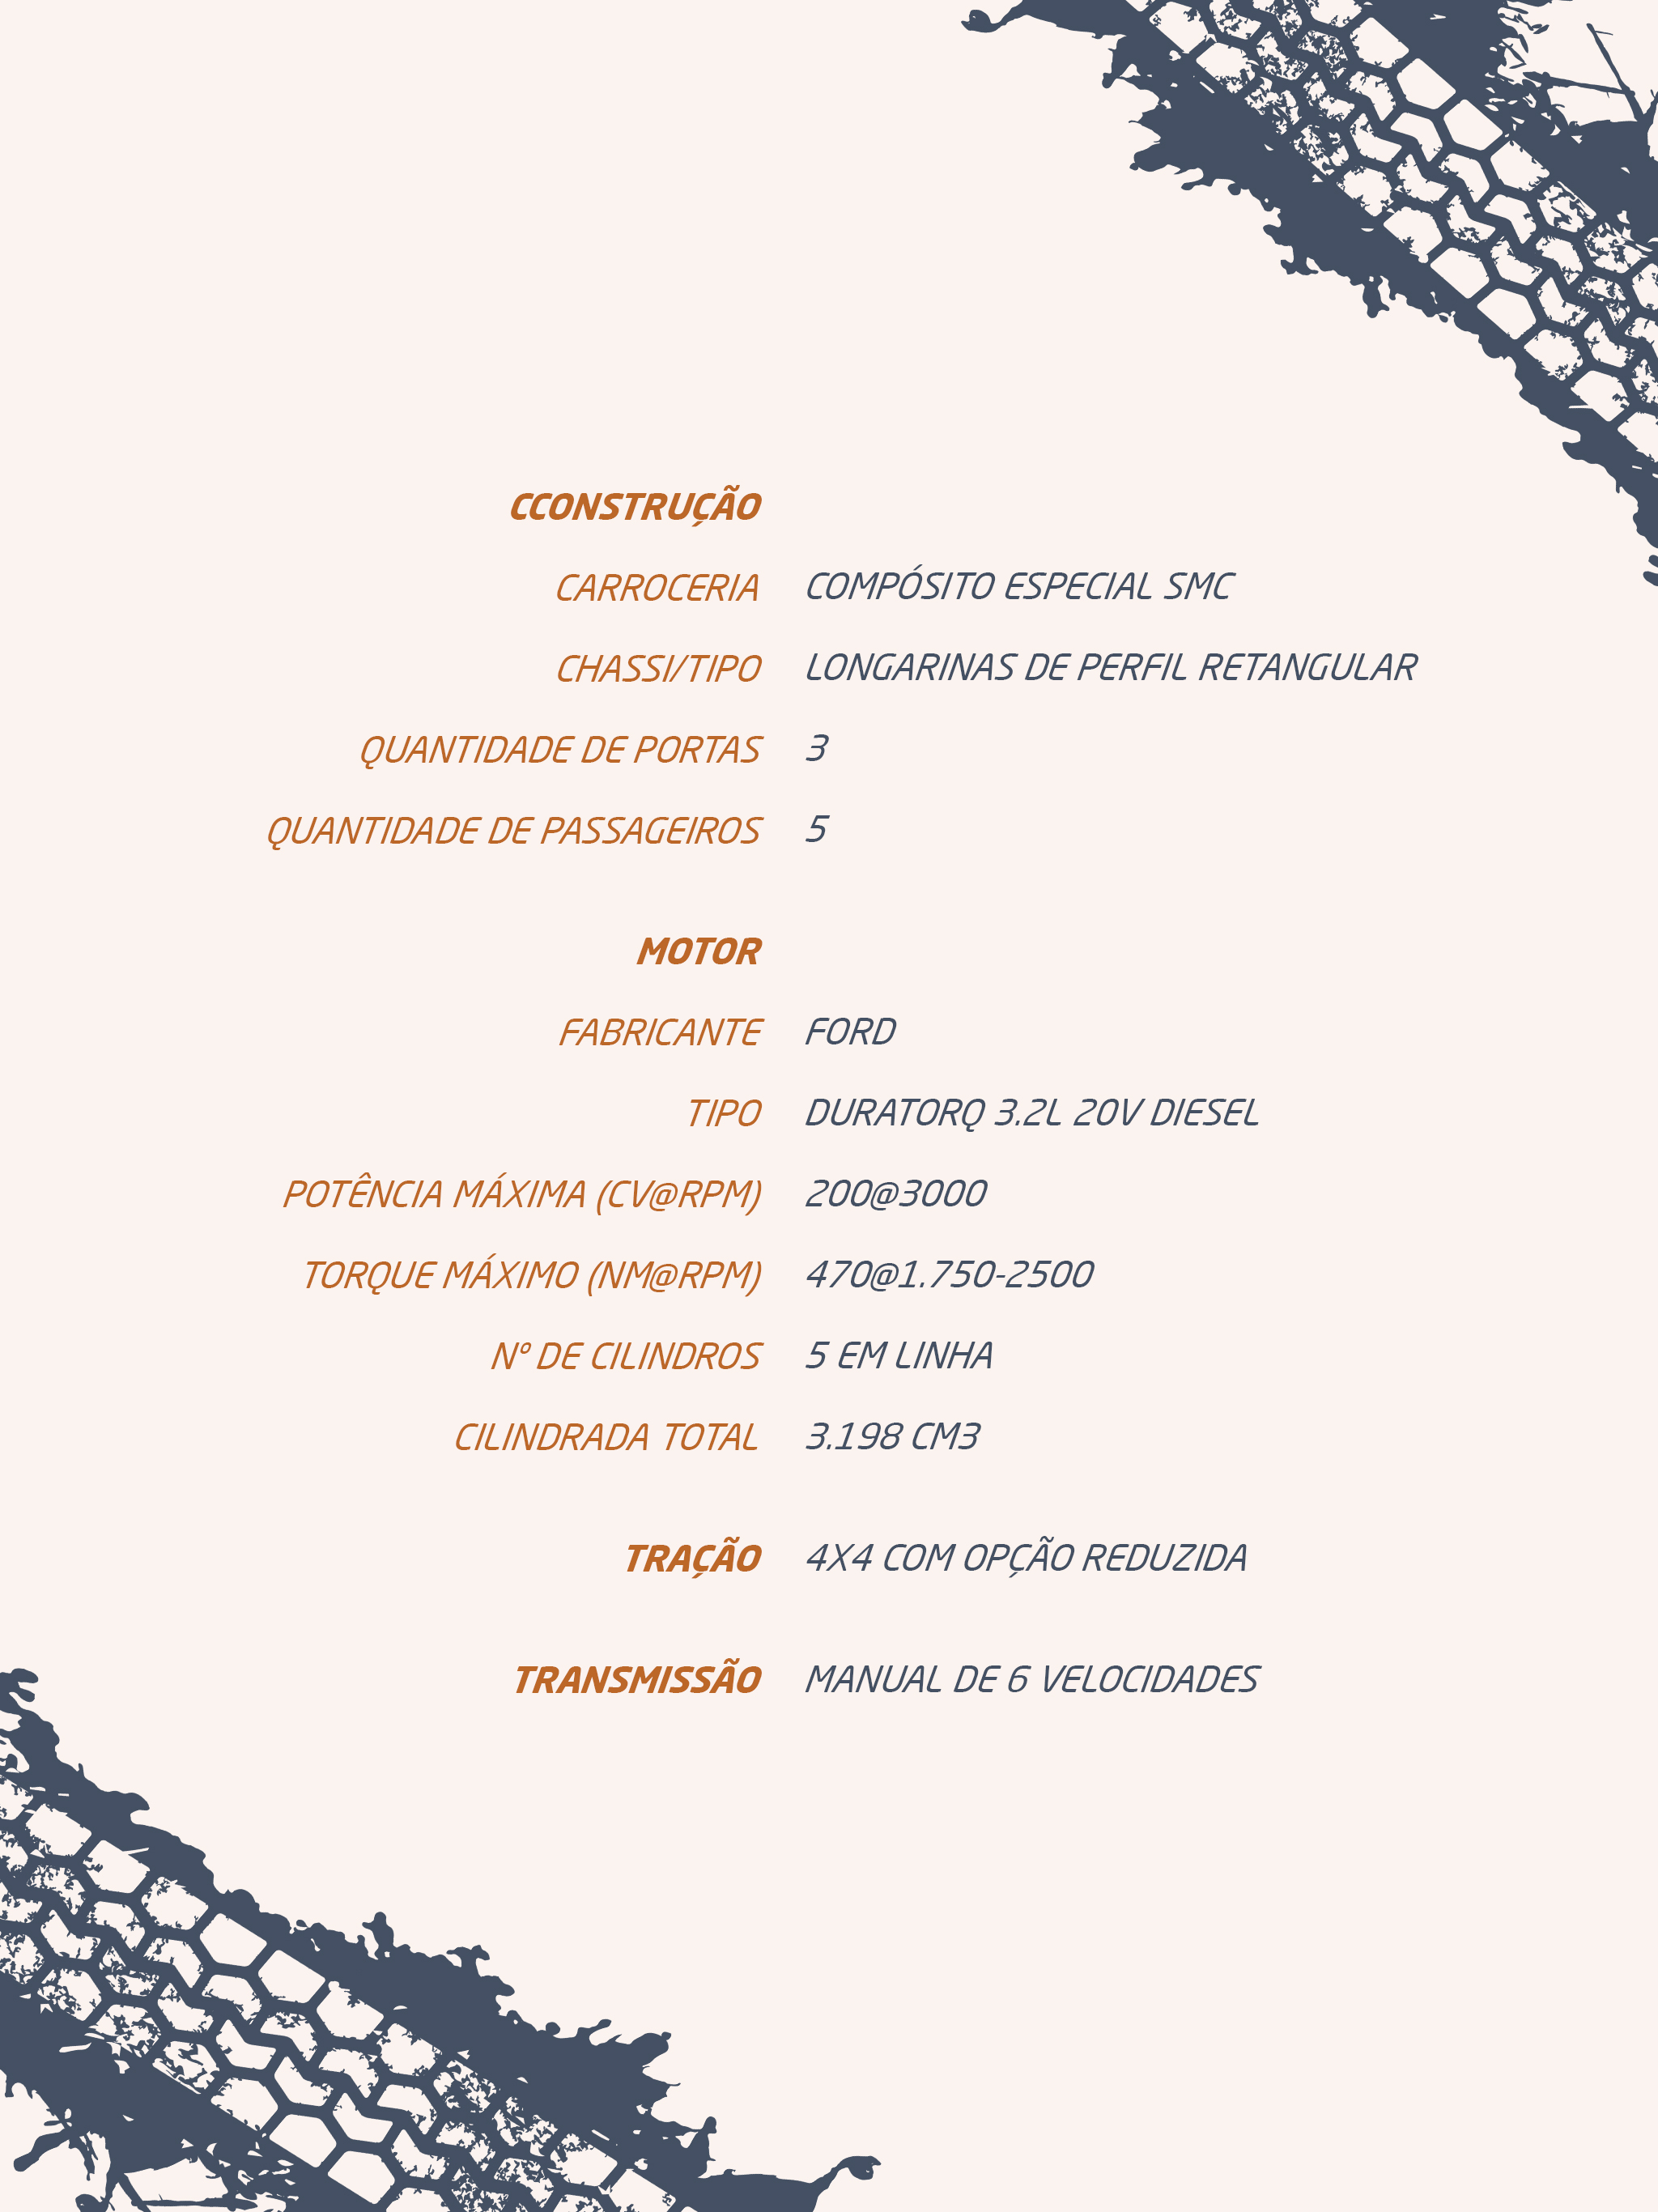 CCONSTRUÇÃO
CARROCERIA COMPÓSITO ESPECIAL SMC
CHASSI/TIPO LONGARINAS DE PERFIL RETANGULAR
QUANTIDADE DE PORTAS 3
QUANTIDADE DE PASSAGEIROS 5
MOTOR
FABRICANTE FORD
TIPO DURATORQ 3.2L 20V DIESEL
POTÊNCIA MÁXIMA (CV@RPM) 200@3000
TORQUE MÁXIMO (NM@RPM) 470@1.750-2500
Nº DE CILINDROS 5 EM LINHA
CILINDRADA TOTAL 3.198 CM3
TRAÇÃO 4X4 COM OPÇÃO REDUZIDA
TRANSMISSÃO MANUAL DE 6 VELOCIDADES